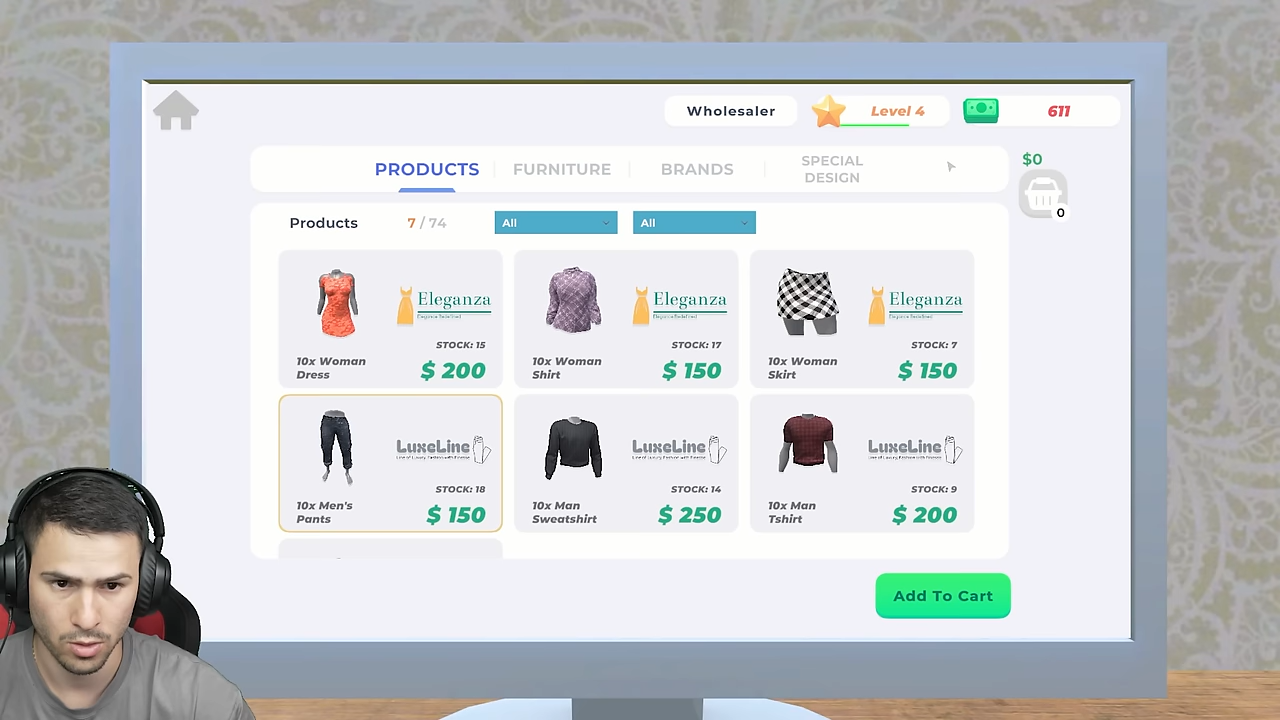 Wholesaler
Level 4
611
PRODUCTS
FURNITURE
BRANDS
SPECIAL
DESIGN
$0
0
Products
7 / 74
All
All
Eleganza
STOCK: 15
10x Woman
Dress
$ 200
Eleganza
STOCK: 17
10x Woman
Shirt
$ 150
Eleganza
STOCK: 7
10x Woman
Skirt
$ 150
LuxeLine
STOCK: 18
10x Men's
Pants
$ 150
LuxeLine
STOCK: 14
10x Man
Sweatshirt
$ 250
LuxeLine
STOCK: 9
10x Man
Tshirt
$ 200
Add To Cart